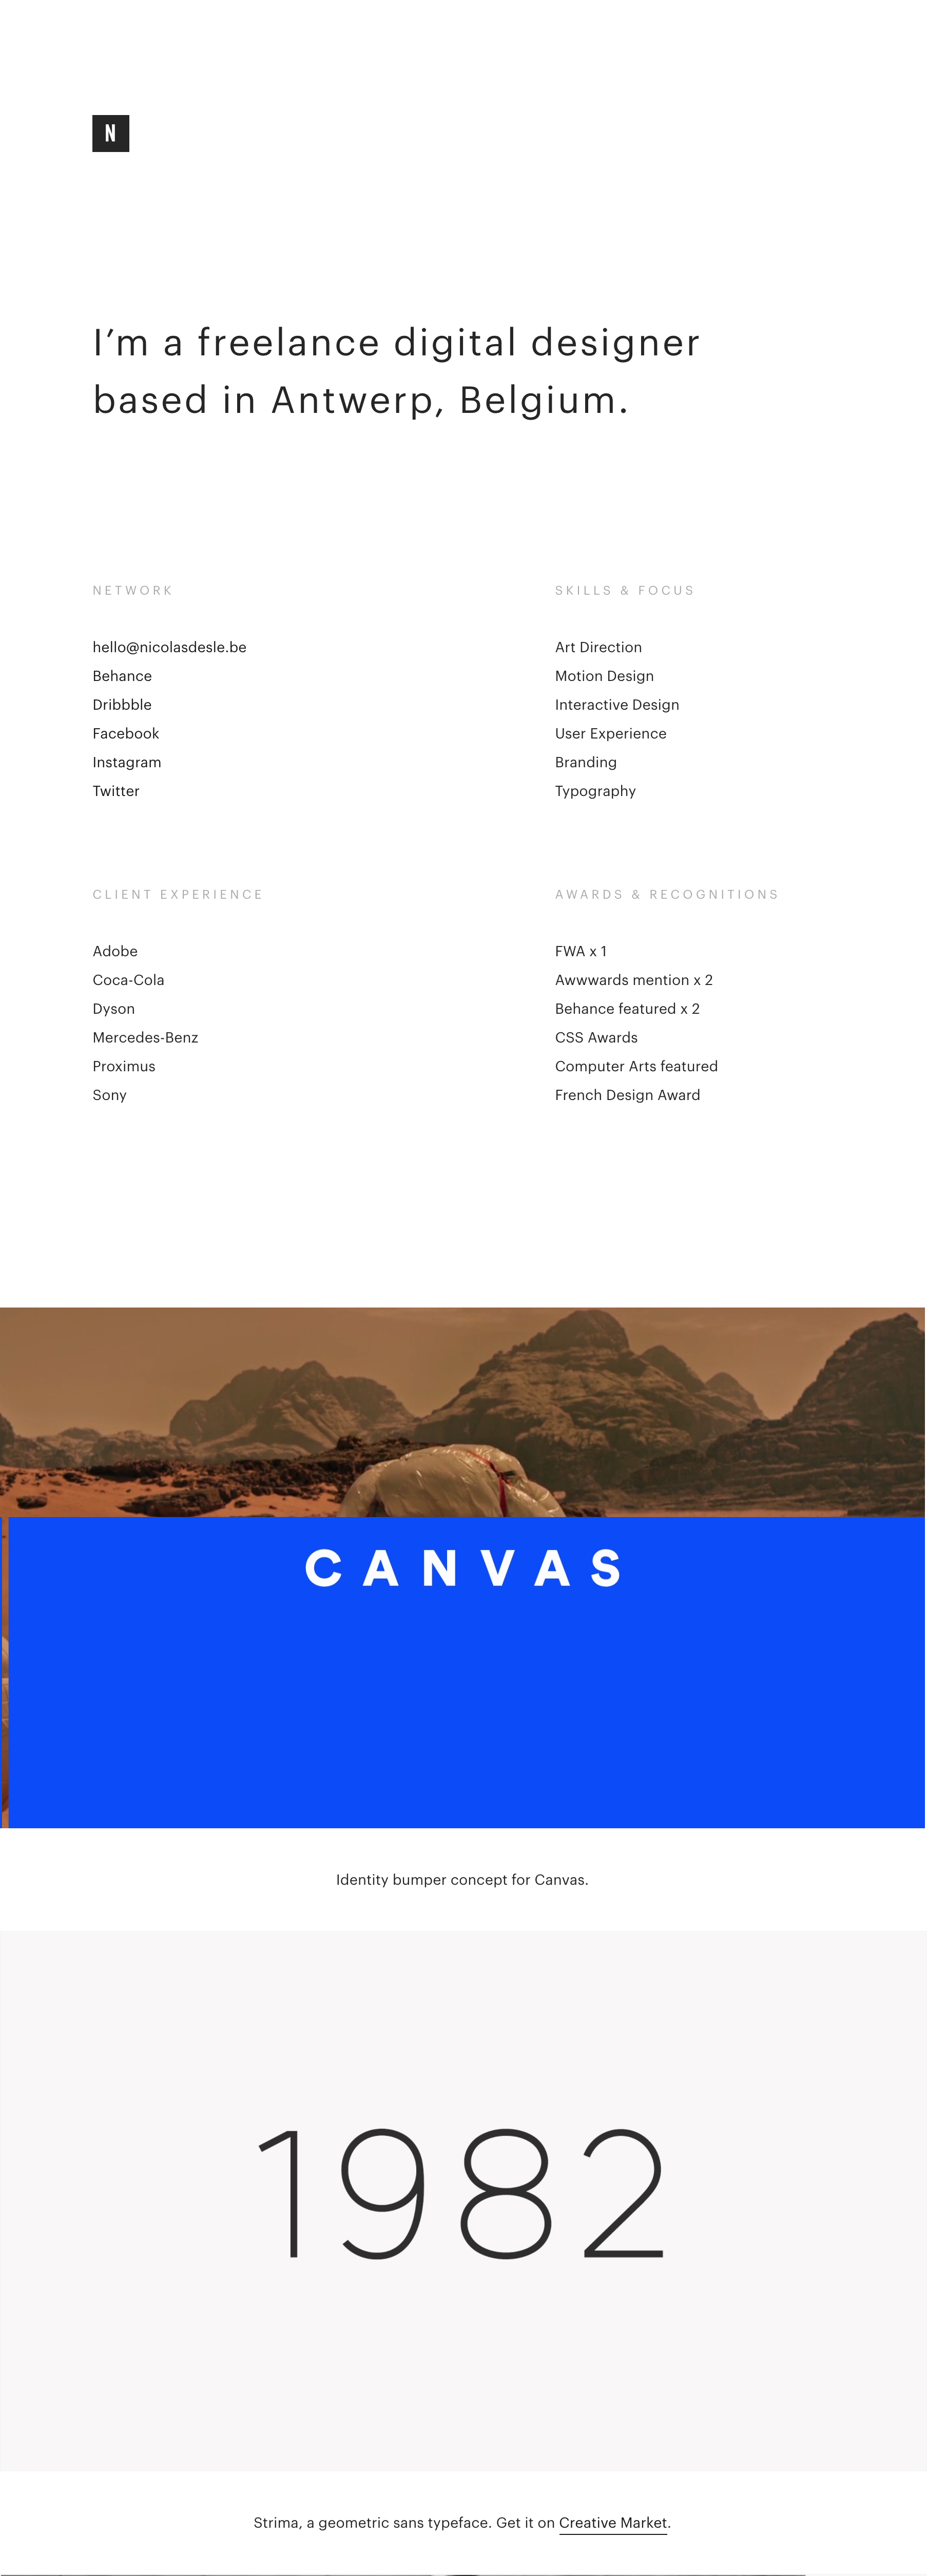 N
I’m a freelance digital designer
based in Antwerp, Belgium.
NETWORK
hello@nicolasdesle.be
Behance
Dribbble
Facebook
Instagram
Twitter
SKILLS & FOCUS
Art Direction
Motion Design
Interactive Design
User Experience
Branding
Typography
CLIENT EXPERIENCE
Adobe
Coca-Cola
Dyson
Mercedes-Benz
Proximus
Sony
AWARDS & RECOGNITIONS
FWA x 1
Awwwards mention x 2
Behance featured x 2
CSS Awards
Computer Arts featured
French Design Award
CANVAS
Identity bumper concept for Canvas.
1982
Strima, a geometric sans typeface. Get it on Creative Market.